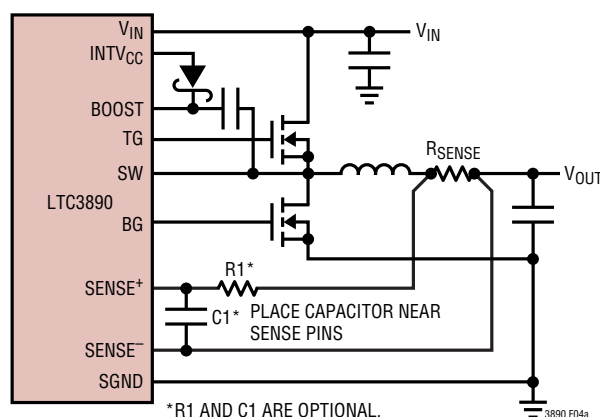 V_IN
V_IN
INTV_CC
BOOST
TG
SW
R_SENSE
V_OUT
LTC3890
BG
SENSE⁺
R1*
C1*
PLACE CAPACITOR NEAR
SENSE PINS
SENSE⁻
SGND
*R1 AND C1 ARE OPTIONAL.
3890 F04a